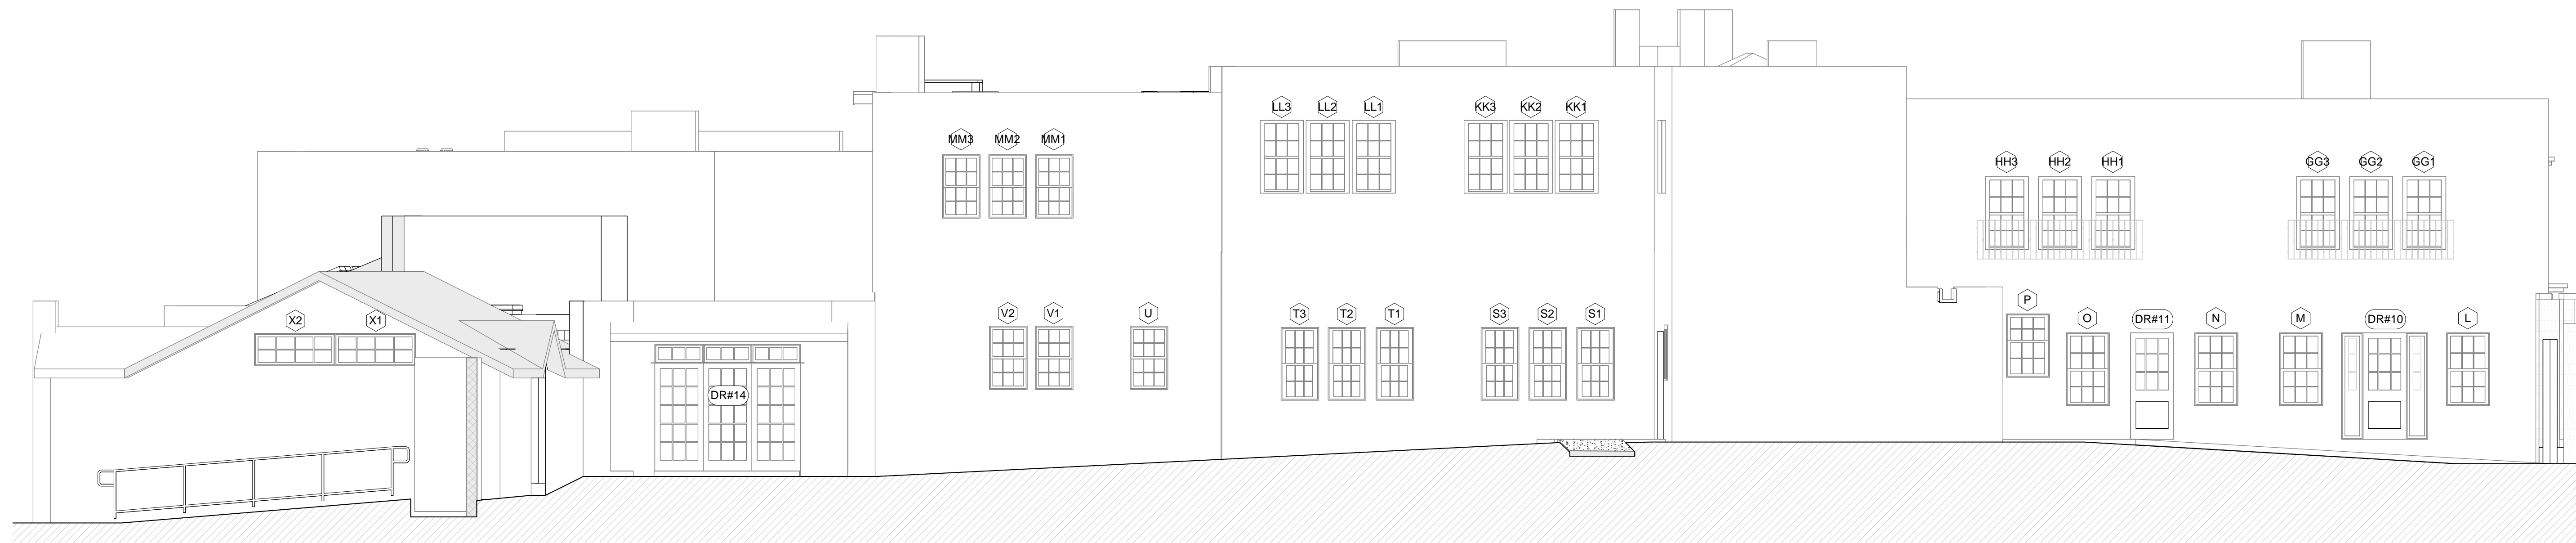 LL3 LL2 LL1 KK3 KK2 KK1
MM3 MM2 MM1
HH3 HH2 HH1 GG3 GG2 GG1
P
V2 V1 U T3 T2 T1 S3 S2 S1
X2 X1
O DR#11 N M DR#10 L
DR#14